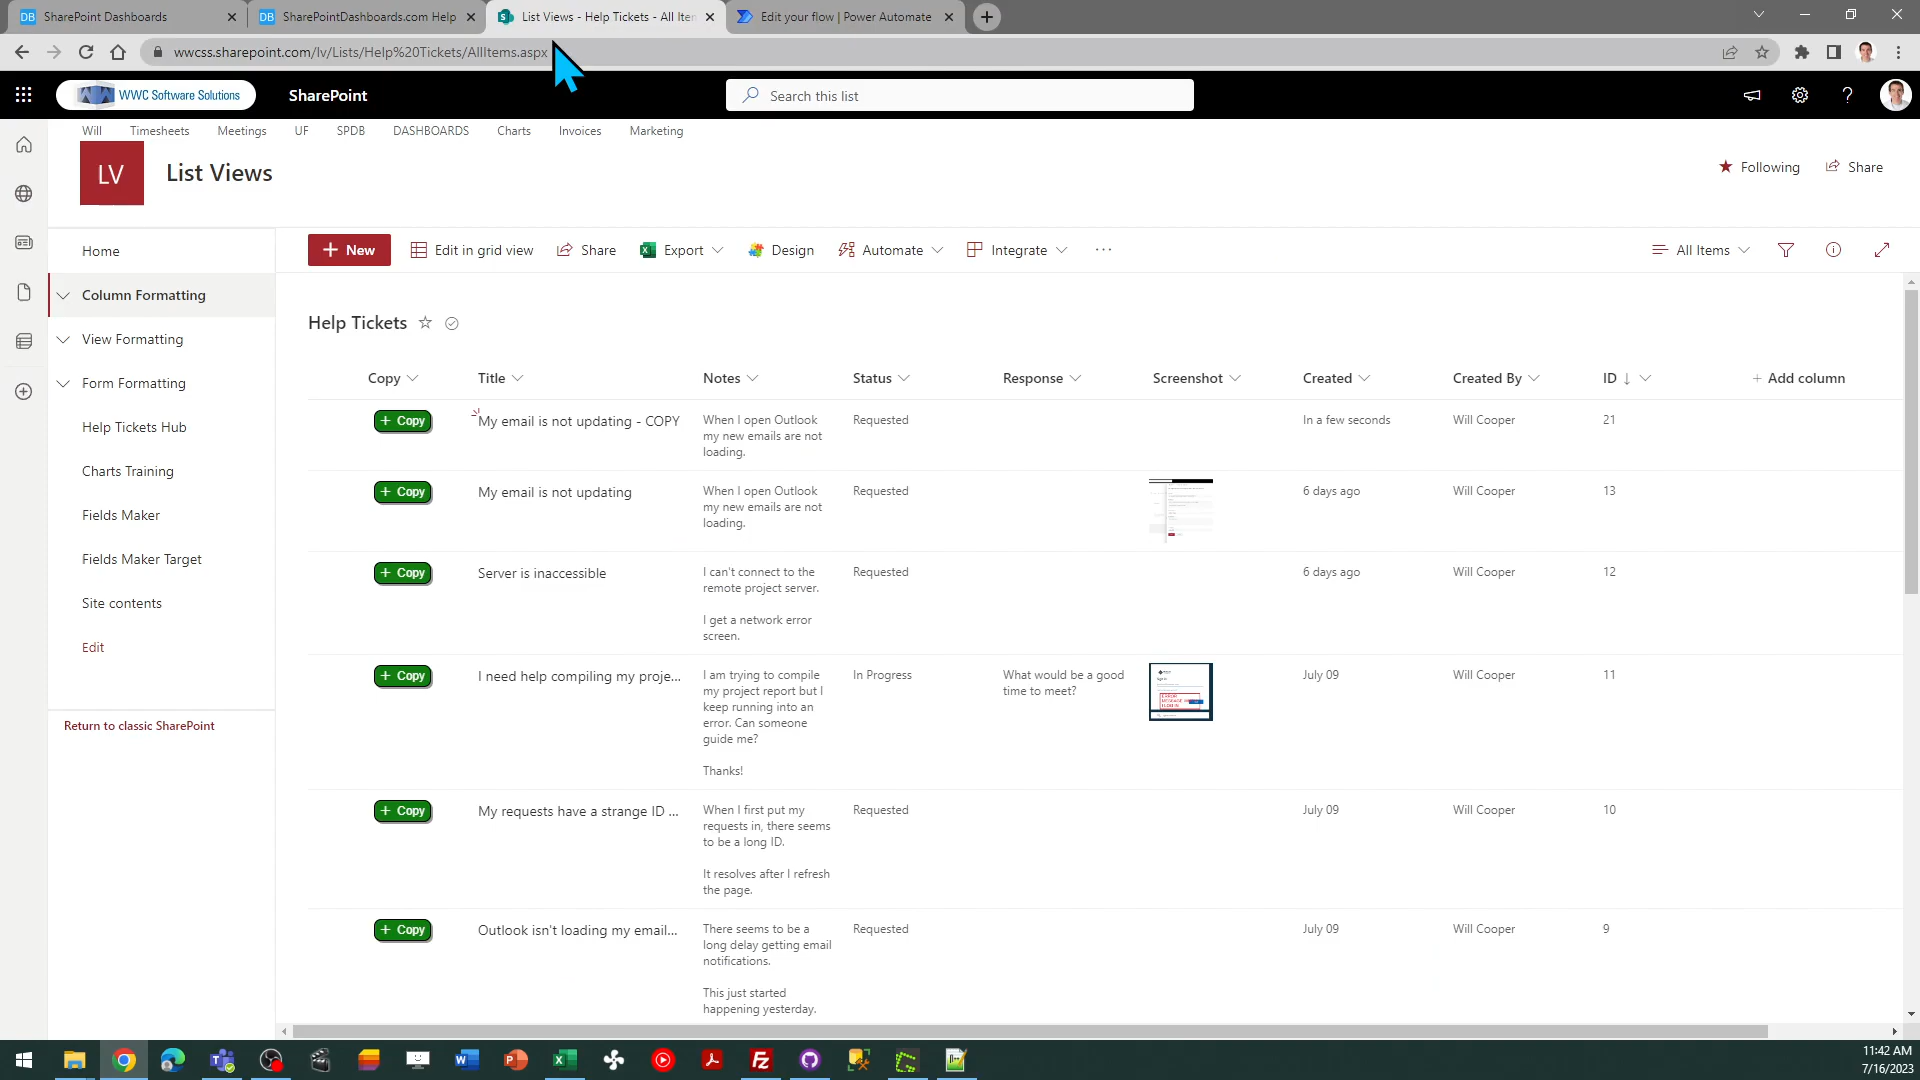 SharePoint Dashboards
SharePointDashboards.com Help
List Views - Help Tickets - All Iten
Edit your flow | Power Automate
wwcss.sharepoint.com/lv/Lists/Help%20Tickets/AllItems.aspx
WWC Software Solutions
SharePoint
Search this list
Will
Timesheets
Meetings
UF
SPDB
DASHBOARDS
Charts
Invoices
Marketing
LV
List Views
Following
Share
New
Edit in grid view
Share
Export
Design
Automate
Integrate
All Items
Home
Column Formatting
View Formatting
Form Formatting
Help Tickets Hub
Charts Training
Fields Maker
Fields Maker Target
Site contents
Edit
Return to classic SharePoint
Help Tickets
Copy
Title
Notes
Status
Response
Screenshot
Created
Created By
ID
Add column
+ Copy
My email is not updating - COPY
When I open Outlook
my new emails are not
loading.
Requested
In a few seconds
Will Cooper
21
+ Copy
My email is not updating
When I open Outlook
my new emails are not
loading.
Requested
6 days ago
Will Cooper
13
+ Copy
Server is inaccessible
I can't connect to the
remote project server.
I get a network error
screen.
Requested
6 days ago
Will Cooper
12
+ Copy
I need help compiling my proje...
I am trying to compile
my project report but I
keep running into an
error. Can someone
guide me?
Thanks!
In Progress
What would be a good
time to meet?
July 09
Will Cooper
11
+ Copy
My requests have a strange ID ...
When I first put my
requests in, there seems
to be a long ID.
It resolves after I refresh
the page.
Requested
July 09
Will Cooper
10
+ Copy
Outlook isn't loading my email...
There seems to be a
long delay getting email
notifications.
This just started
happening yesterday.
Requested
July 09
Will Cooper
9
11:42 AM
7/16/2023